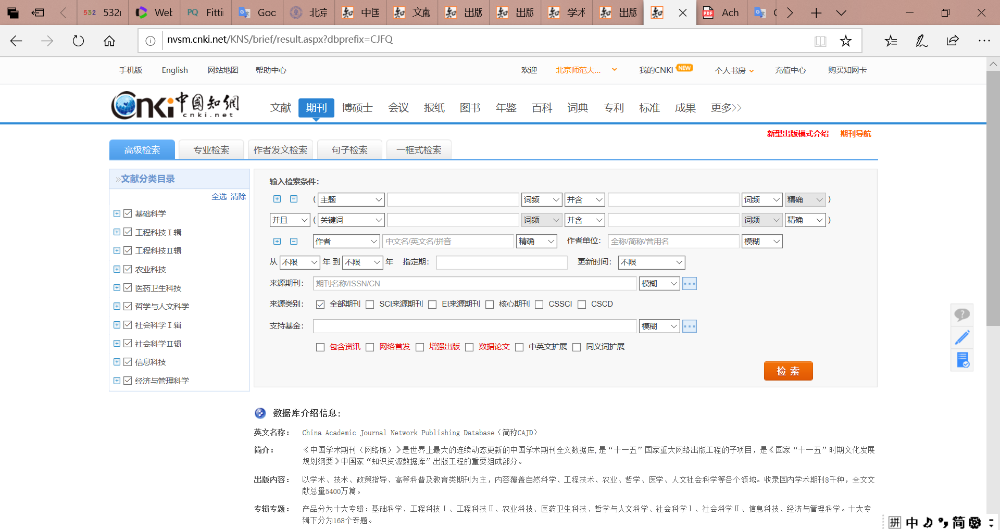 532r
Wet
PQ Fitti
Goc
北京
中国
文献
出版
出版
学术
出版
PDF Ach
nvsm.cnki.net/KNS/brief/result.aspx?dbprefix=CJFQ
手机版 English 网站地图 帮助中心 欢迎 北京师范大... 我的CNKI NEW 个人书房 充值中心 购买知网卡
Cnki 中國知網
cnki.net
文献 期刊 博硕士 会议 报纸 图书 年鉴 百科 词典 专利 标准 成果 更多>>
新型出版模式介绍 期刊导航
高级检索 专业检索 作者发文检索 句子检索 一框式检索
»文献分类目录
全选 清除
基础科学
工程科技Ⅰ辑
工程科技Ⅱ辑
农业科技
医药卫生科技
哲学与人文科学
社会科学Ⅰ辑
社会科学Ⅱ辑
信息科技
经济与管理科学
输入检索条件：
( 主题 词频 并含 词频 精确 )
并且 ( 关键词 词频 并含 词频 精确 )
作者 中文名/英文名/拼音 精确 作者单位： 全称/简称/曾用名 模糊
从 不限 年 到 不限 年 指定期： 更新时间： 不限
来源期刊： 期刊名称/ISSN/CN 模糊 ...
来源类别： 全部期刊 SCI来源期刊 EI来源期刊 核心期刊 CSSCI CSCD
支持基金： 模糊 ...
包含资讯 网络首发 增强出版 数据论文 中英文扩展 同义词扩展
检 索
数据库介绍信息：
英文名称： China Academic Journal Network Publishing Database（简称CAJD）
简介： 《中国学术期刊（网络版）》是世界上最大的连续动态更新的中国学术期刊全文数据库,是“十一五”国家重大网络出版工程的子项目，是《国家“十一五”时期文化发展
规划纲要》中国家“知识资源数据库”出版工程的重要组成部分。
出版内容： 以学术、技术、政策指导、高等科普及教育类期刊为主，内容覆盖自然科学、工程技术、农业、哲学、医学、人文社会科学等各个领域。收录国内学术期刊8千种，全文文
献总量5400万篇。
专辑专题： 产品分为十大专辑：基础科学、工程科技Ⅰ、工程科技Ⅱ、农业科技、医药卫生科技、哲学与人文科学、社会科学Ⅰ、社会科学Ⅱ、信息科技、经济与管理科学。十大专
辑下分为168个专题。
拼 中 简